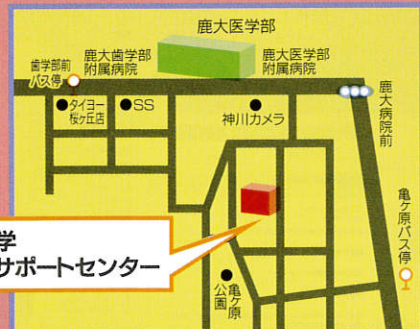 鹿大医学部
歯学部前
バス停
鹿大歯学部
附属病院
鹿大医学部
附属病院
タイヨー
桜ヶ丘店
SS
神川カメラ
鹿大病院前
亀ヶ原バス停
学
サポートセンター
亀ヶ原
公園